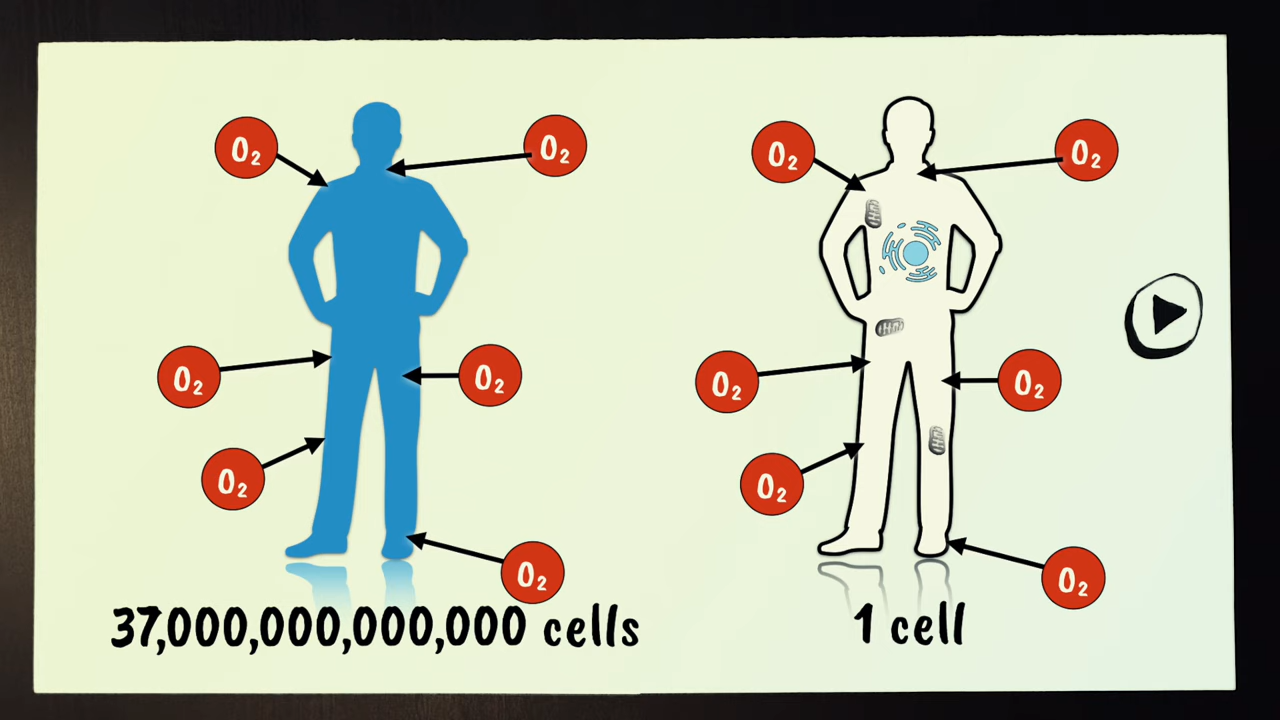 O₂ O₂ O₂ O₂
O₂ O₂ O₂ O₂
O₂ O₂
O₂ O₂
37,000,000,000,000 cells 1 cell